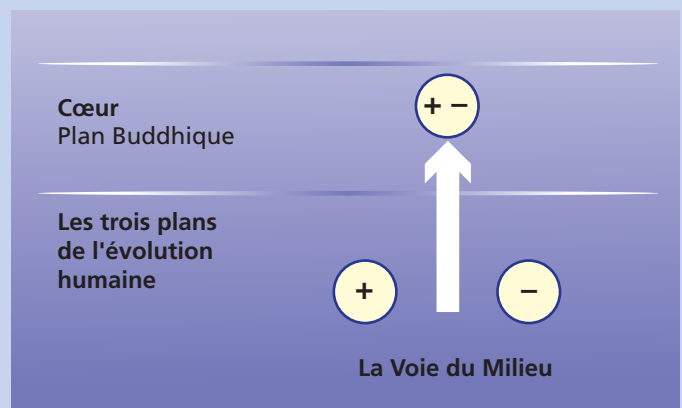 Cœur
Plan Buddhique
+ −
Les trois plans
de l'évolution
humaine
+
−
La Voie du Milieu